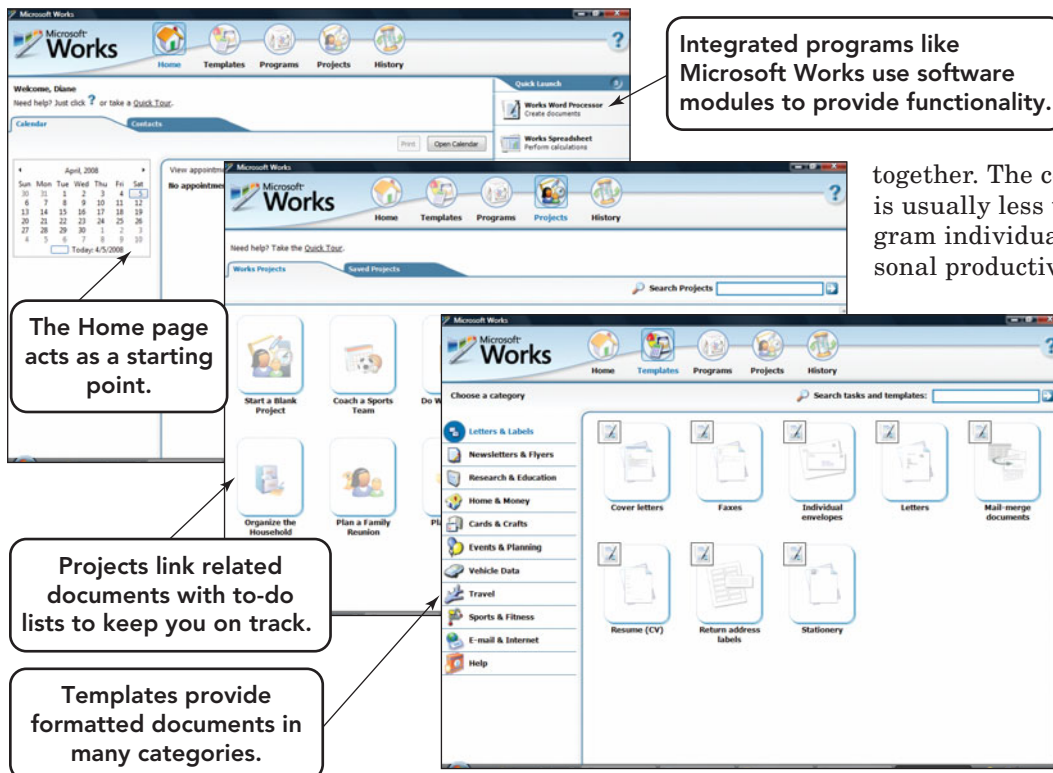 Microsoft Works
Microsoft
Works
Home Templates Programs Projects History
?
Welcome, Diane
Need help? Just click ? or take a Quick Tour.
Calendar Contacts
Print Open Calendar
Quick Launch
Works Word Processor
Create documents
Works Spreadsheet
Perform calculations
April, 2008
Sun Mon Tue Wed Thu Fri Sat
30 31 1 2 3 4 5
6 7 8 9 10 11 12
13 14 15 16 17 18 19
20 21 22 23 24 25 26
27 28 29 30 1 2 3
4 5 6 7 8 9 10
Today: 4/5/2008
View appointm
No appointme
Integrated programs like
Microsoft Works use software
modules to provide functionality.
together. The c
is usually less
gram individua
sonal productiv
The Home page
acts as a starting
point.
Microsoft Works
Microsoft
Works
Home Templates Programs Projects History
?
Need help? Take the Quick Tour.
Works Projects Saved Projects
Search Projects
Start a Blank
Project
Coach a Sports
Team
Do W
Organize the
Household
Plan a Family
Reunion
Pl
Projects link related
documents with to-do
lists to keep you on track.
Microsoft Works
Microsoft
Works
Home Templates Programs Projects History
?
Choose a category
Search tasks and templates:
Letters & Labels
Newsletters & Flyers
Research & Education
Home & Money
Cards & Crafts
Events & Planning
Vehicle Data
Travel
Sports & Fitness
E-mail & Internet
Help
Cover letters
Faxes
Individual
envelopes
Letters
Mail-merge
documents
Resume (CV)
Return address
labels
Stationery
Templates provide
formatted documents in
many categories.